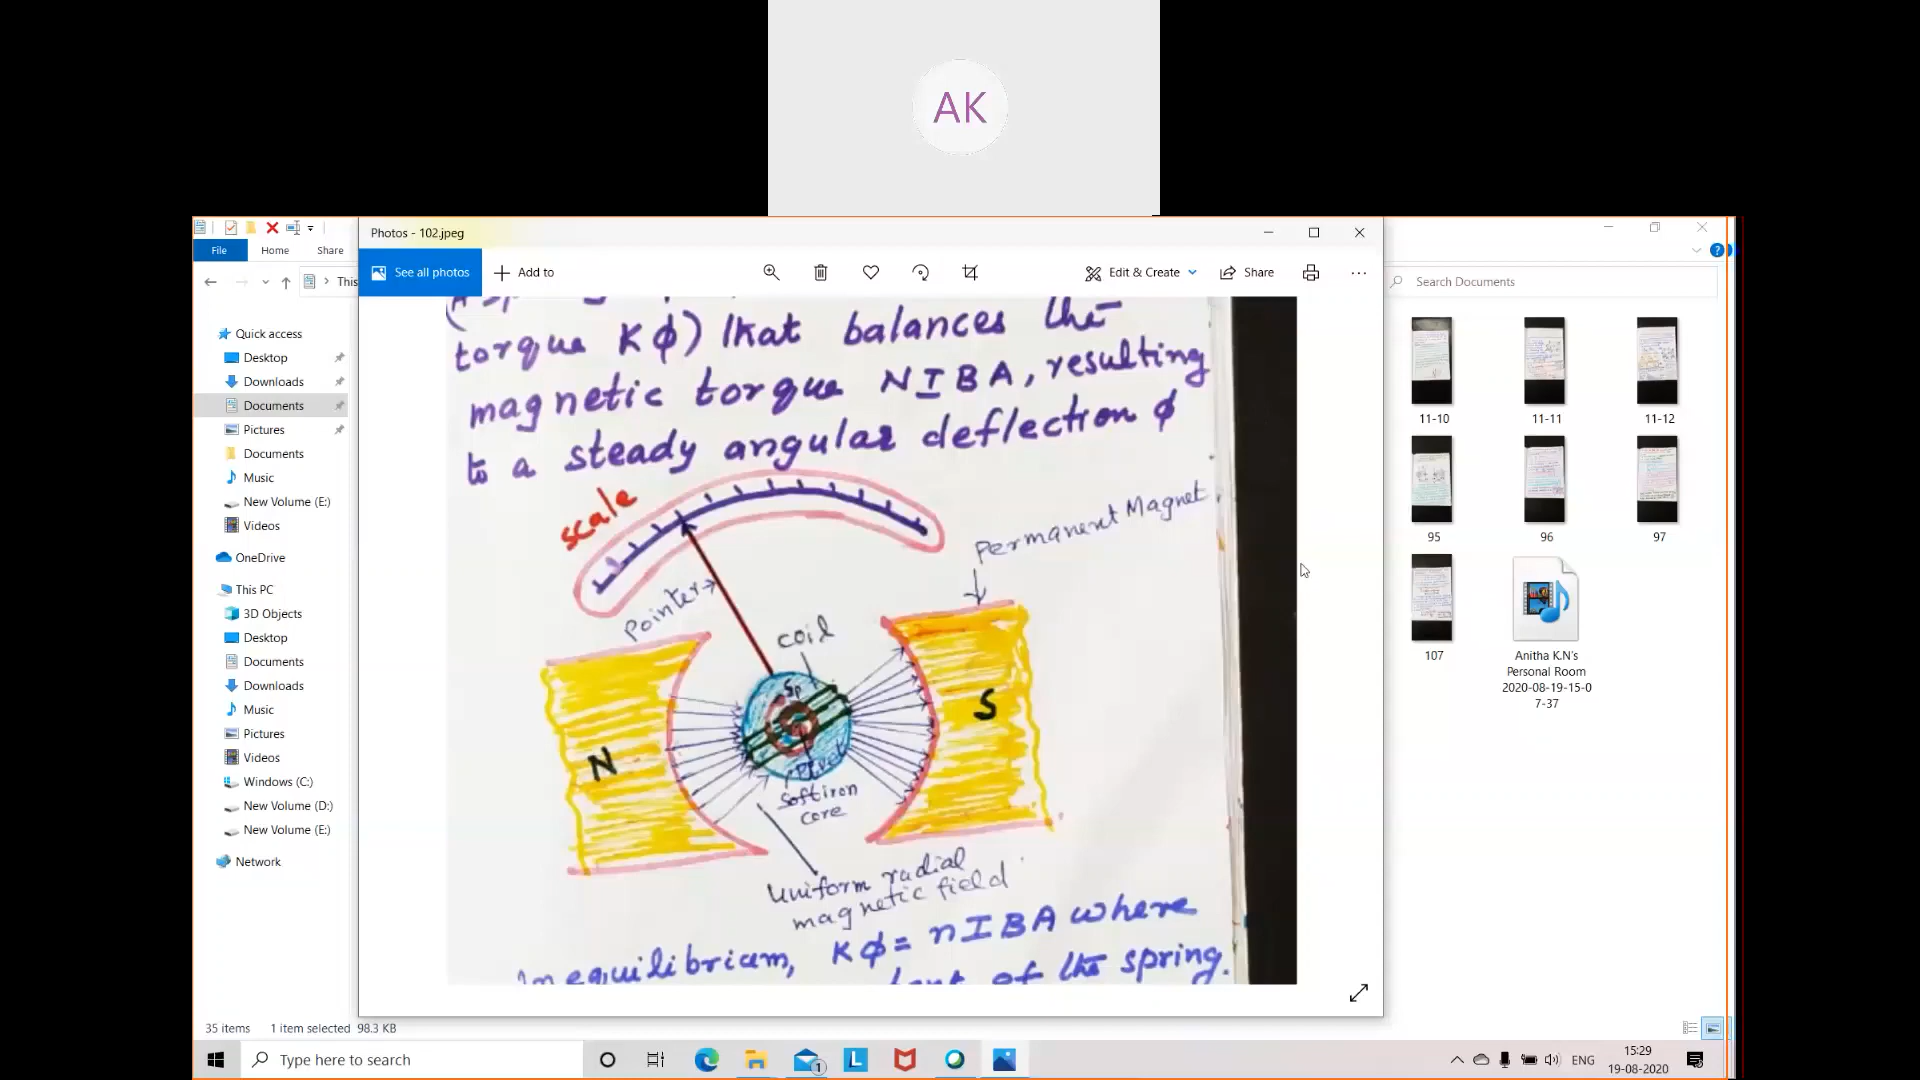 AK
Photos - 102.jpeg
File
Home
Share
See all photos
Add to
Edit & Create
Share
This
Search Documents
Quick access
Desktop
Downloads
Documents
Pictures
Documents
Music
New Volume (E:)
Videos
OneDrive
This PC
3D Objects
Desktop
Documents
Downloads
Music
Pictures
Videos
Windows (C:)
New Volume (D:)
New Volume (E:)
Network
torque Kϕ) that balances the
magnetic torque NIBA, resulting
to a steady angular deflection ϕ
scale
Permanent Magnet
Pointer
coil
Sp
N
S
Pivot
Soft iron
core
Uniform radial
magnetic field
In equilibrium, Kϕ = nIBA where
of the spring.
11-10
11-11
11-12
95
96
97
107
Anitha K.N's
Personal Room
2020-08-19-15-0
7-37
35 items
1 item selected 98.3 KB
Type here to search
1
L
ENG
15:29
19-08-2020